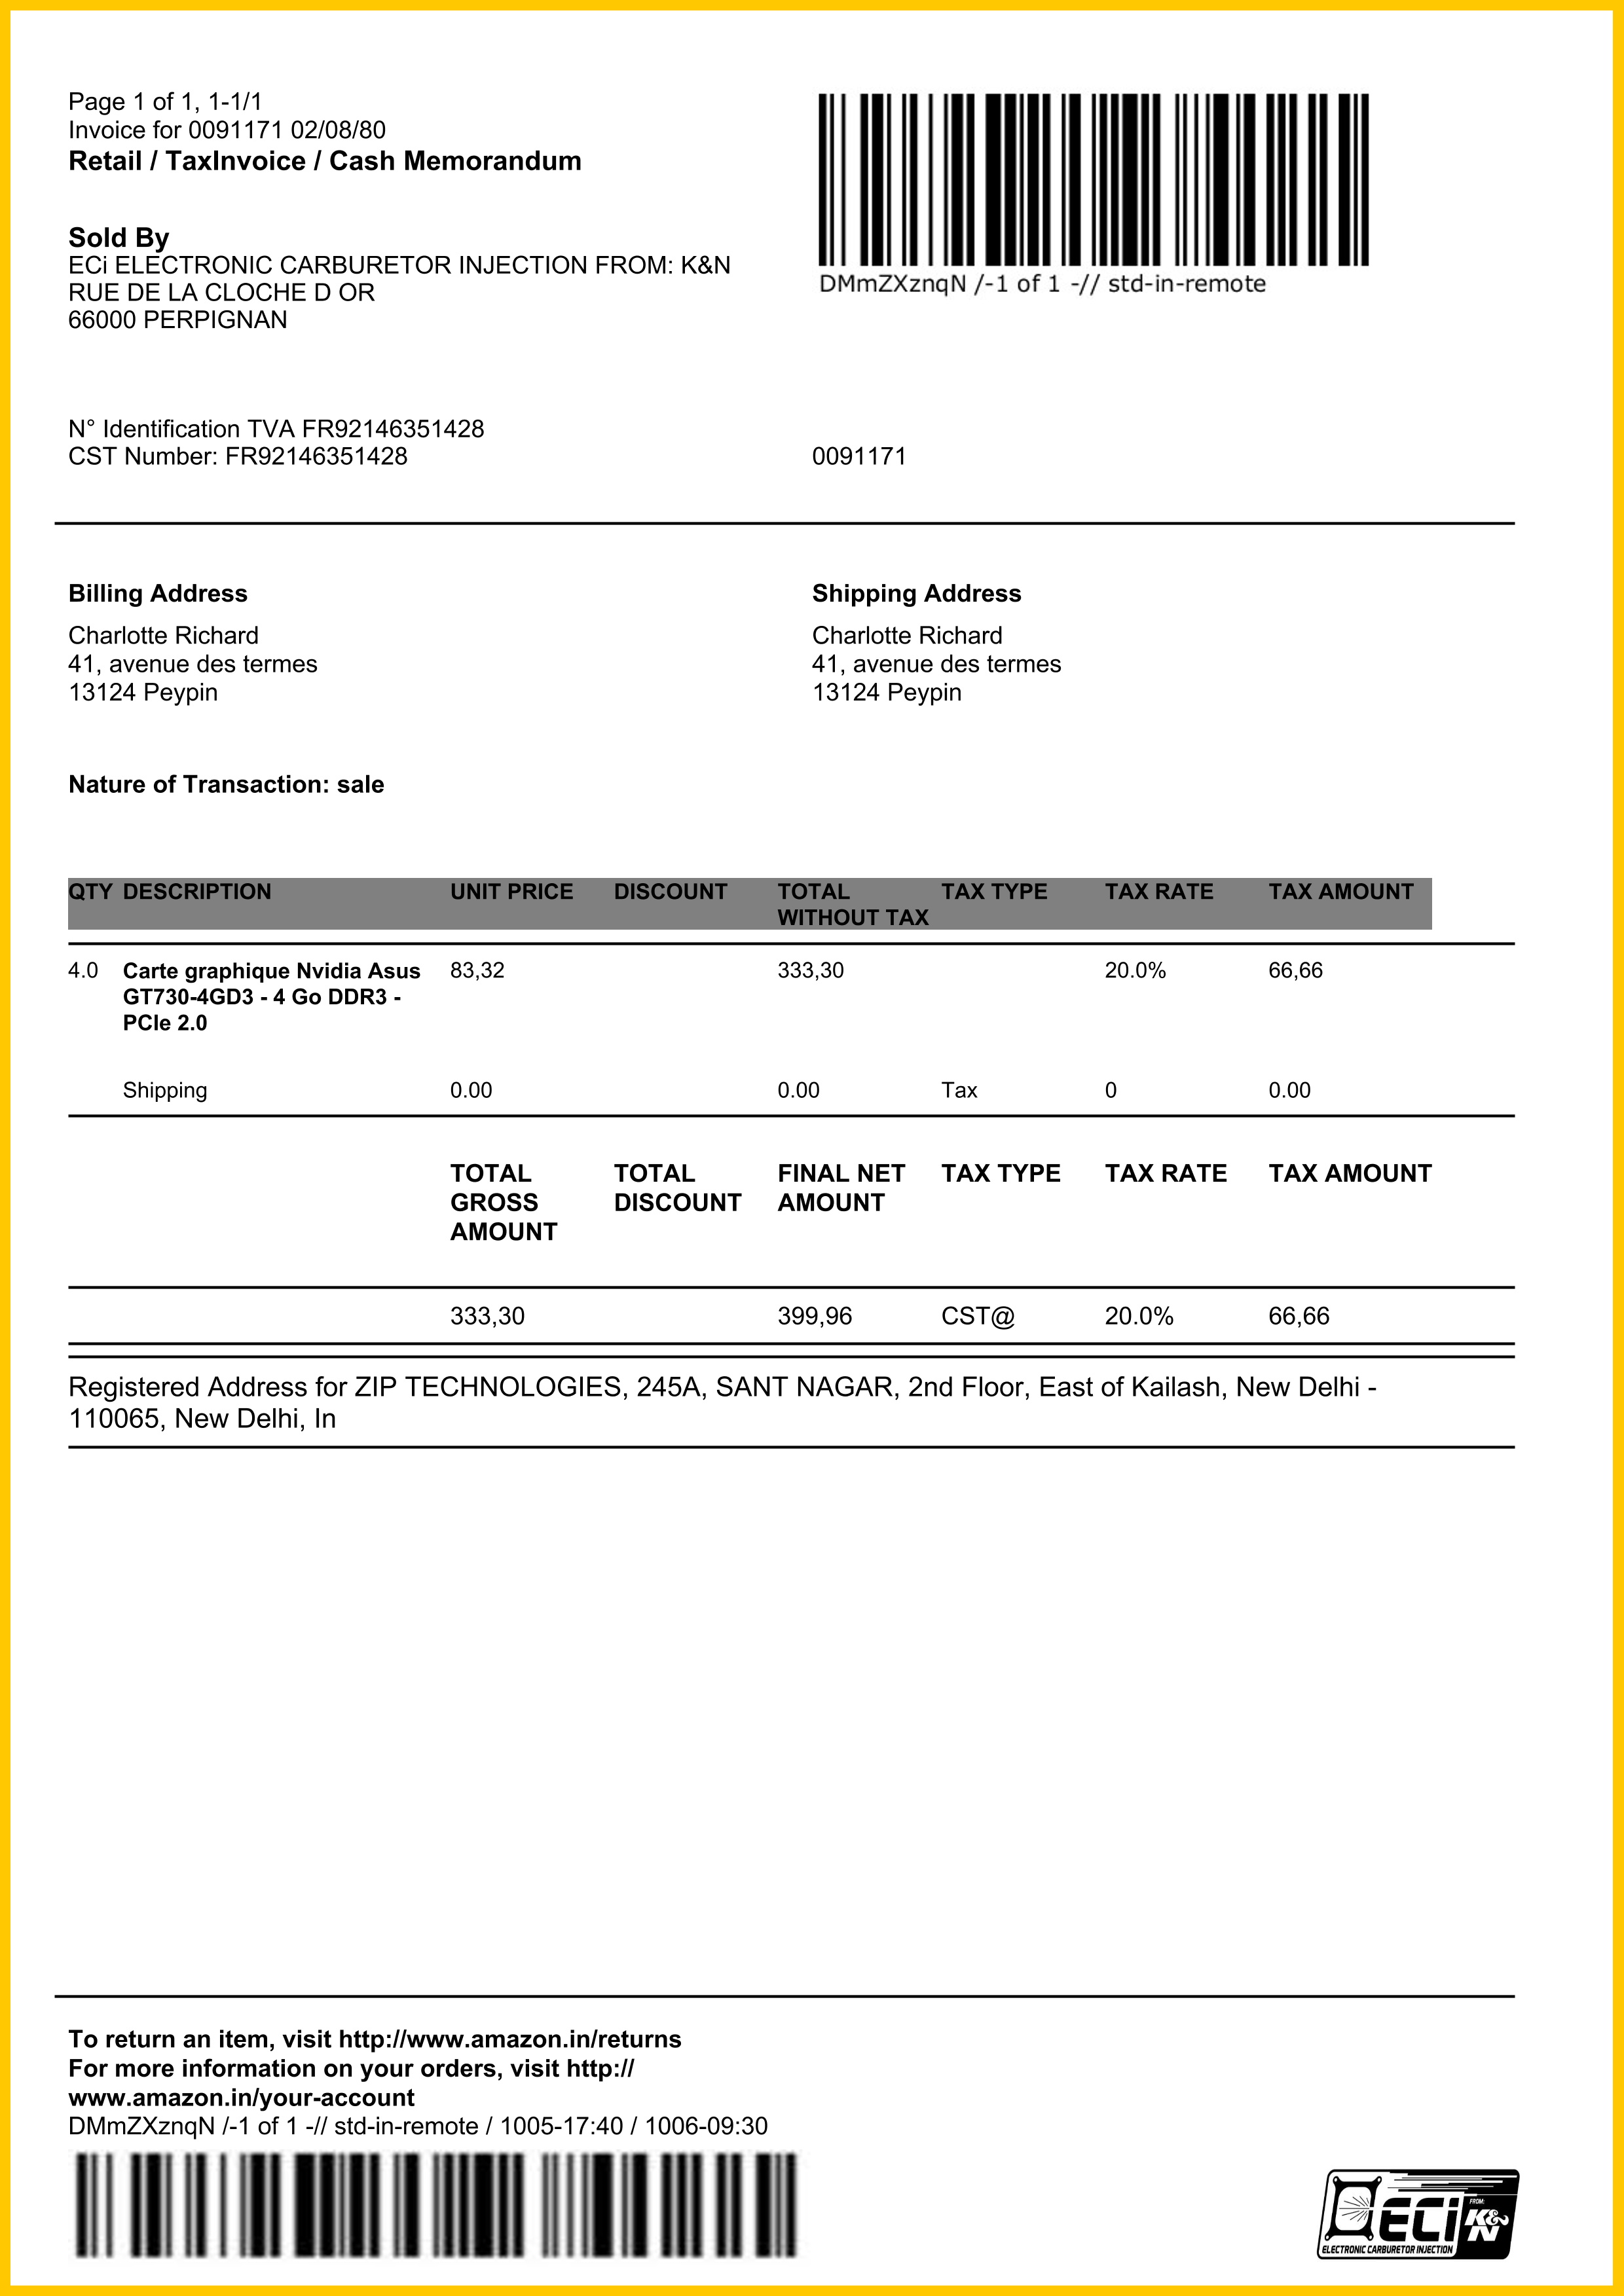 Page 1 of 1, 1-1/1
Invoice for 0091171 02/08/80
Retail / TaxInvoice / Cash Memorandum
DMmZXznqN /-1 of 1 -// std-in-remote
Sold By
ECi ELECTRONIC CARBURETOR INJECTION FROM: K&N
RUE DE LA CLOCHE D OR
66000 PERPIGNAN
N° Identification TVA FR92146351428
CST Number: FR92146351428
0091171
Billing Address
Charlotte Richard
41, avenue des termes
13124 Peypin
Shipping Address
Charlotte Richard
41, avenue des termes
13124 Peypin
Nature of Transaction: sale
QTY DESCRIPTION UNIT PRICE DISCOUNT TOTAL TAX TYPE TAX RATE TAX AMOUNT
WITHOUT TAX
4.0 Carte graphique Nvidia Asus 83,32 333,30 20.0% 66,66
GT730-4GD3 - 4 Go DDR3 -
PCIe 2.0
Shipping 0.00 0.00 Tax 0 0.00
TOTAL TOTAL FINAL NET TAX TYPE TAX RATE TAX AMOUNT
GROSS DISCOUNT AMOUNT
AMOUNT
333,30 399,96 CST@ 20.0% 66,66
Registered Address for ZIP TECHNOLOGIES, 245A, SANT NAGAR, 2nd Floor, East of Kailash, New Delhi -
110065, New Delhi, In
To return an item, visit http://www.amazon.in/returns
For more information on your orders, visit http://
www.amazon.in/your-account
DMmZXznqN /-1 of 1 -// std-in-remote / 1005-17:40 / 1006-09:30
ECi FROM: K&N
ELECTRONIC CARBURETOR INJECTION